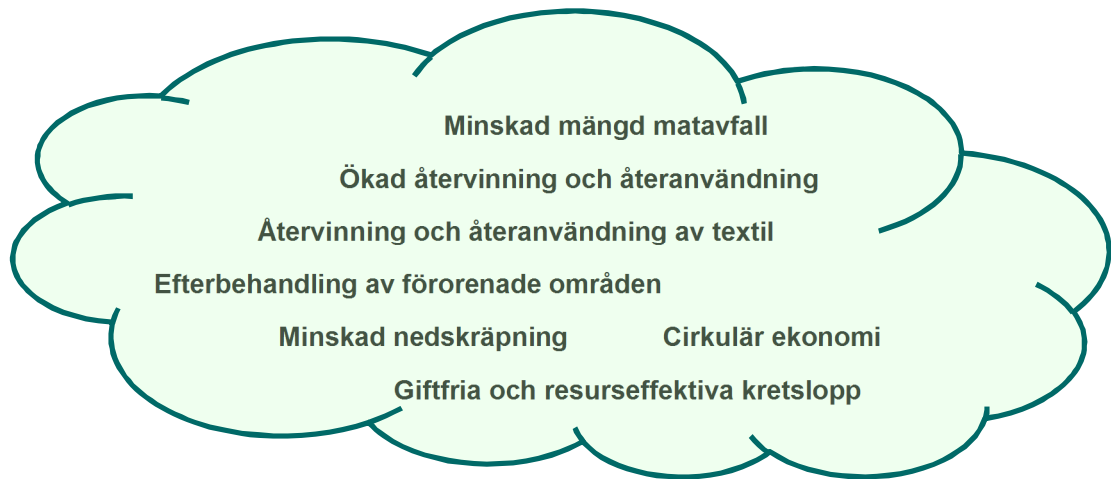 Minskad mängd matavfall
Ökad återvinning och återanvändning
Återvinning och återanvändning av textil
Efterbehandling av förorenade områden
Minskad nedskräpning
Cirkulär ekonomi
Giftfria och resurseffektiva kretslopp